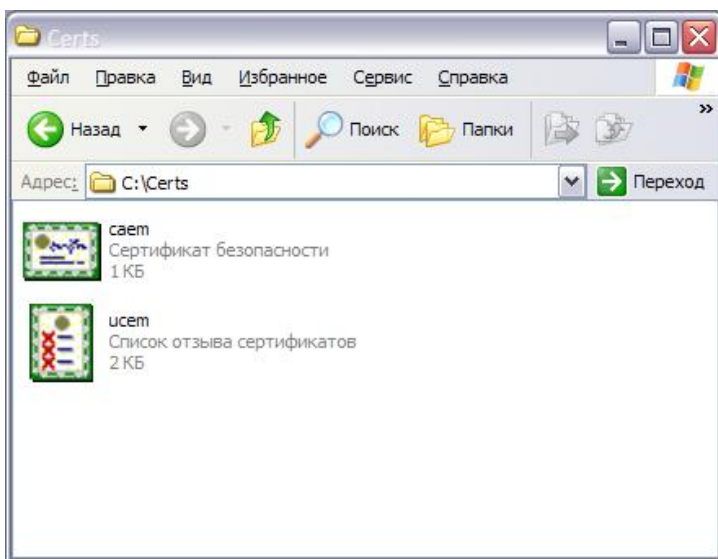 Certs
Файл Правка Вид Избранное Сервис Справка
Назад Поиск Папки »
Адрес: C:\Certs Переход
caem
Сертификат безопасности
1 КБ
ucem
Список отзыва сертификатов
2 КБ